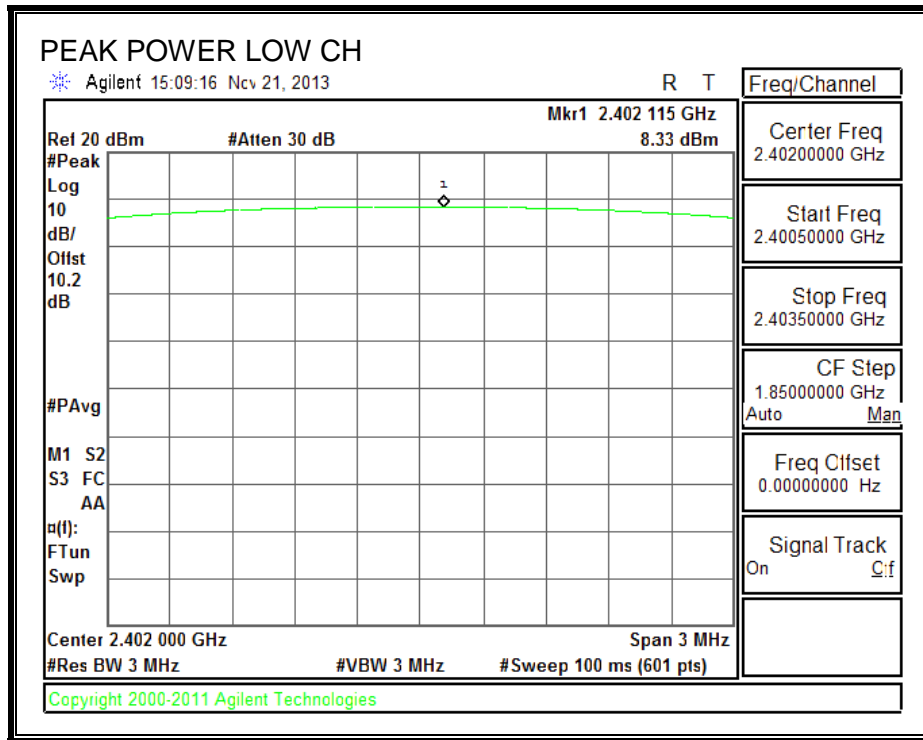 PEAK POWER LOW CH
Agilent 15:09:16 Nov 21, 2013 R T
Freq/Channel
Mkr1 2.402 115 GHz
Ref 20 dBm #Atten 30 dB 8.33 dBm
#Peak
Log
10
dB/
Offst
10.2
dB
1
#PAvg
M1 S2
S3 FC
AA
¤(f):
FTun
Swp
Center 2.402 000 GHz Span 3 MHz
#Res BW 3 MHz #VBW 3 MHz #Sweep 100 ms (601 pts)
Copyright 2000-2011 Agilent Technologies
Center Freq
2.40200000 GHz
Start Freq
2.40050000 GHz
Stop Freq
2.40350000 GHz
CF Step
1.85000000 GHz
Auto Man
Freq Offset
0.00000000 Hz
Signal Track
On Off